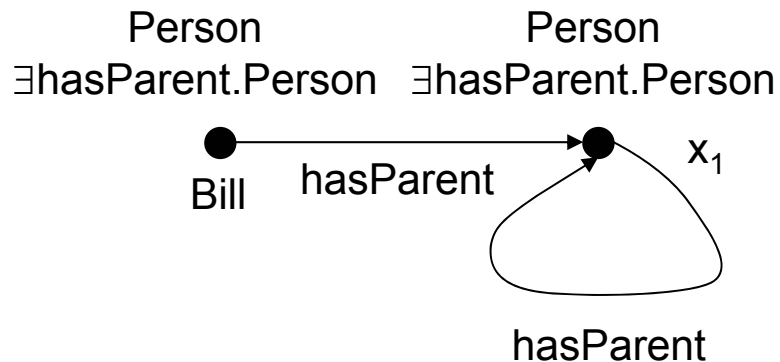 Person
∃hasParent.Person
Person
∃hasParent.Person
Bill
hasParent
x₁
hasParent